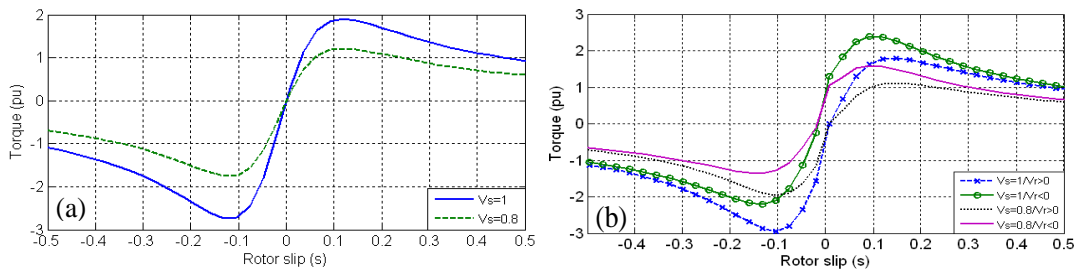 3
2
1
0
-1
-2
-3
Torque (pu)
(a)
Vs=1
Vs=0.8
-0.5 -0.4 -0.3 -0.2 -0.1 0 0.1 0.2 0.3 0.4 0.5
Rotor slip (s)
3
2
1
0
-1
-2
-3
Torque (pu)
(b)
Vs=1/Vr>0
Vs=1/Vr<0
Vs=0.8/Vr>0
Vs=0.8/Vr<0
-0.4 -0.3 -0.2 -0.1 0 0.1 0.2 0.3 0.4 0.5
Rotor slip (s)